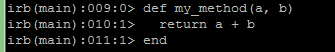 irb(main):009:0> def my_method(a, b)
irb(main):010:1>   return a + b
irb(main):011:1> end